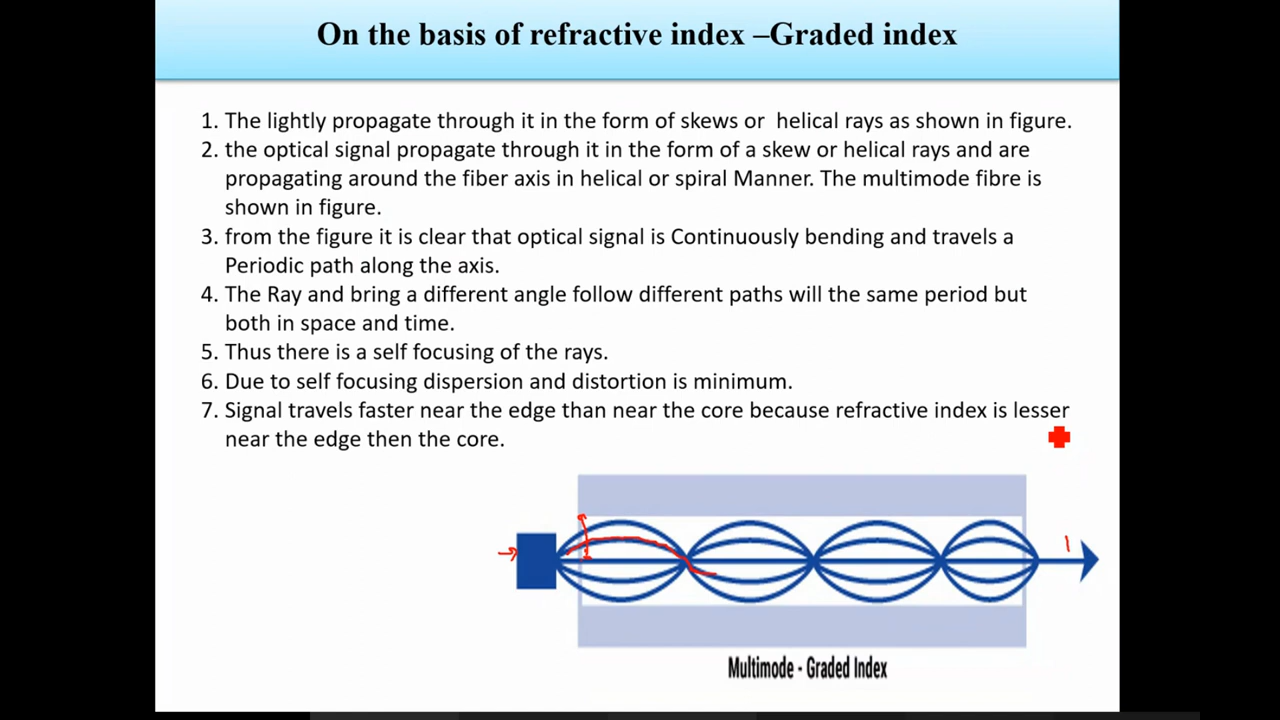 On the basis of refractive index –Graded index
1. The lightly propagate through it in the form of skews or helical rays as shown in figure.
2. the optical signal propagate through it in the form of a skew or helical rays and are
propagating around the fiber axis in helical or spiral Manner. The multimode fibre is
shown in figure.
3. from the figure it is clear that optical signal is Continuously bending and travels a
Periodic path along the axis.
4. The Ray and bring a different angle follow different paths will the same period but
both in space and time.
5. Thus there is a self focusing of the rays.
6. Due to self focusing dispersion and distortion is minimum.
7. Signal travels faster near the edge than near the core because refractive index is lesser
near the edge then the core.
Multimode - Graded Index